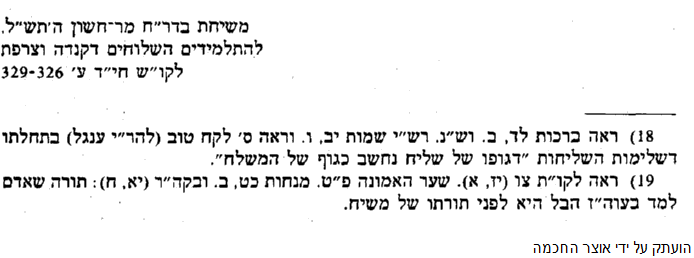 משיחת בדר״ח מר־חשון ה׳תש״ל.
להתלמידים השלוחים דקנדה וצרפת
לקו״ש חי״ד ע׳ 329-326
18) ראה ברכות לד, ב. וש״נ. רש״י שמות יב, ו. וראה ס׳ לקח טוב (להר״י ענגל) בתחלתו
דשלימות השליחות ״דגופו של שליח נחשב כגוף של המשלח״.
19) ראה לקו״ת צו (יז, א). שער האמונה פ״ט. מנחות כט, ב. ובקה״ר (יא, ח): תורה שאדם
למד בעוה״ז הבל היא לפני תורתו של משיח.
הועתק על ידי אוצר החכמה